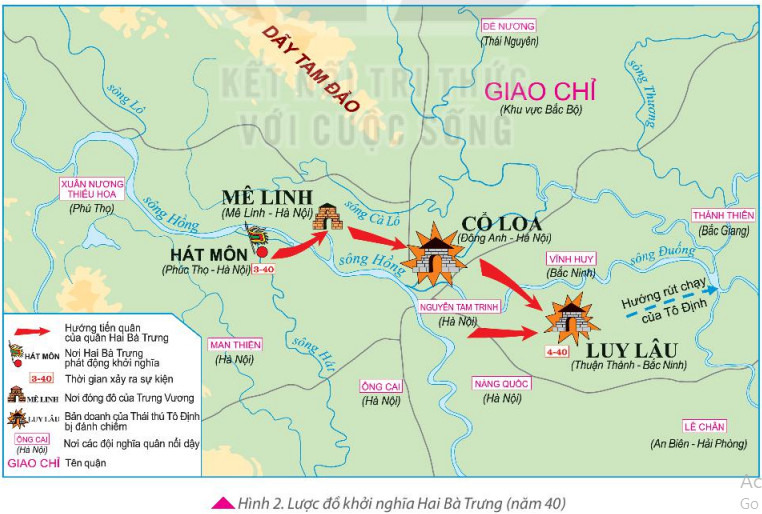 KẾT NỐI TRI THỨC
VỚI CUỘC SỐNG
DÃY TAM ĐẢO
ĐÊ NƯƠNG
(Thái Nguyên)
GIAO CHỈ
(Khu vực Bắc Bộ)
sông Thương
sông Lô
XUÂN NƯƠNG
THIỀU HOA
(Phú Thọ)
sông Hồng
MÊ LINH
(Mê Linh - Hà Nội)
sông Cà Lồ
HÁT MÔN
(Phúc Thọ - Hà Nội)
3-40
CỔ LOA
(Đông Anh - Hà Nội)
sông Hồng
THÁNH THIÊN
(Bắc Giang)
VĨNH HUY
(Bắc Ninh)
sông Đuống
Hướng rút chạy
của Tô Định
NGUYỄN TAM TRINH
(Hà Nội)
MAN THIỆN
(Hà Nội)
sông Hát
4-40
LUY LÂU
(Thuận Thành - Bắc Ninh)
ÔNG CAI
(Hà Nội)
NÀNG QUỐC
(Hà Nội)
LÊ CHÂN
(An Biên - Hải Phòng)
Hướng tiến quân
của quân Hai Bà Trưng
HÁT MÔN
Nơi Hai Bà Trưng
phát động khởi nghĩa
3-40
Thời gian xảy ra sự kiện
MÊ LINH
Nơi đóng đô của Trưng Vương
LUY LÂU
Bản doanh của Thái thú Tô Định
bị đánh chiếm
ÔNG CAI
(Hà Nội)
Nơi các đội nghĩa quân nổi dậy
GIAO CHỈ
Tên quận
Hình 2. Lược đồ khởi nghĩa Hai Bà Trưng (năm 40)
Ac
Go